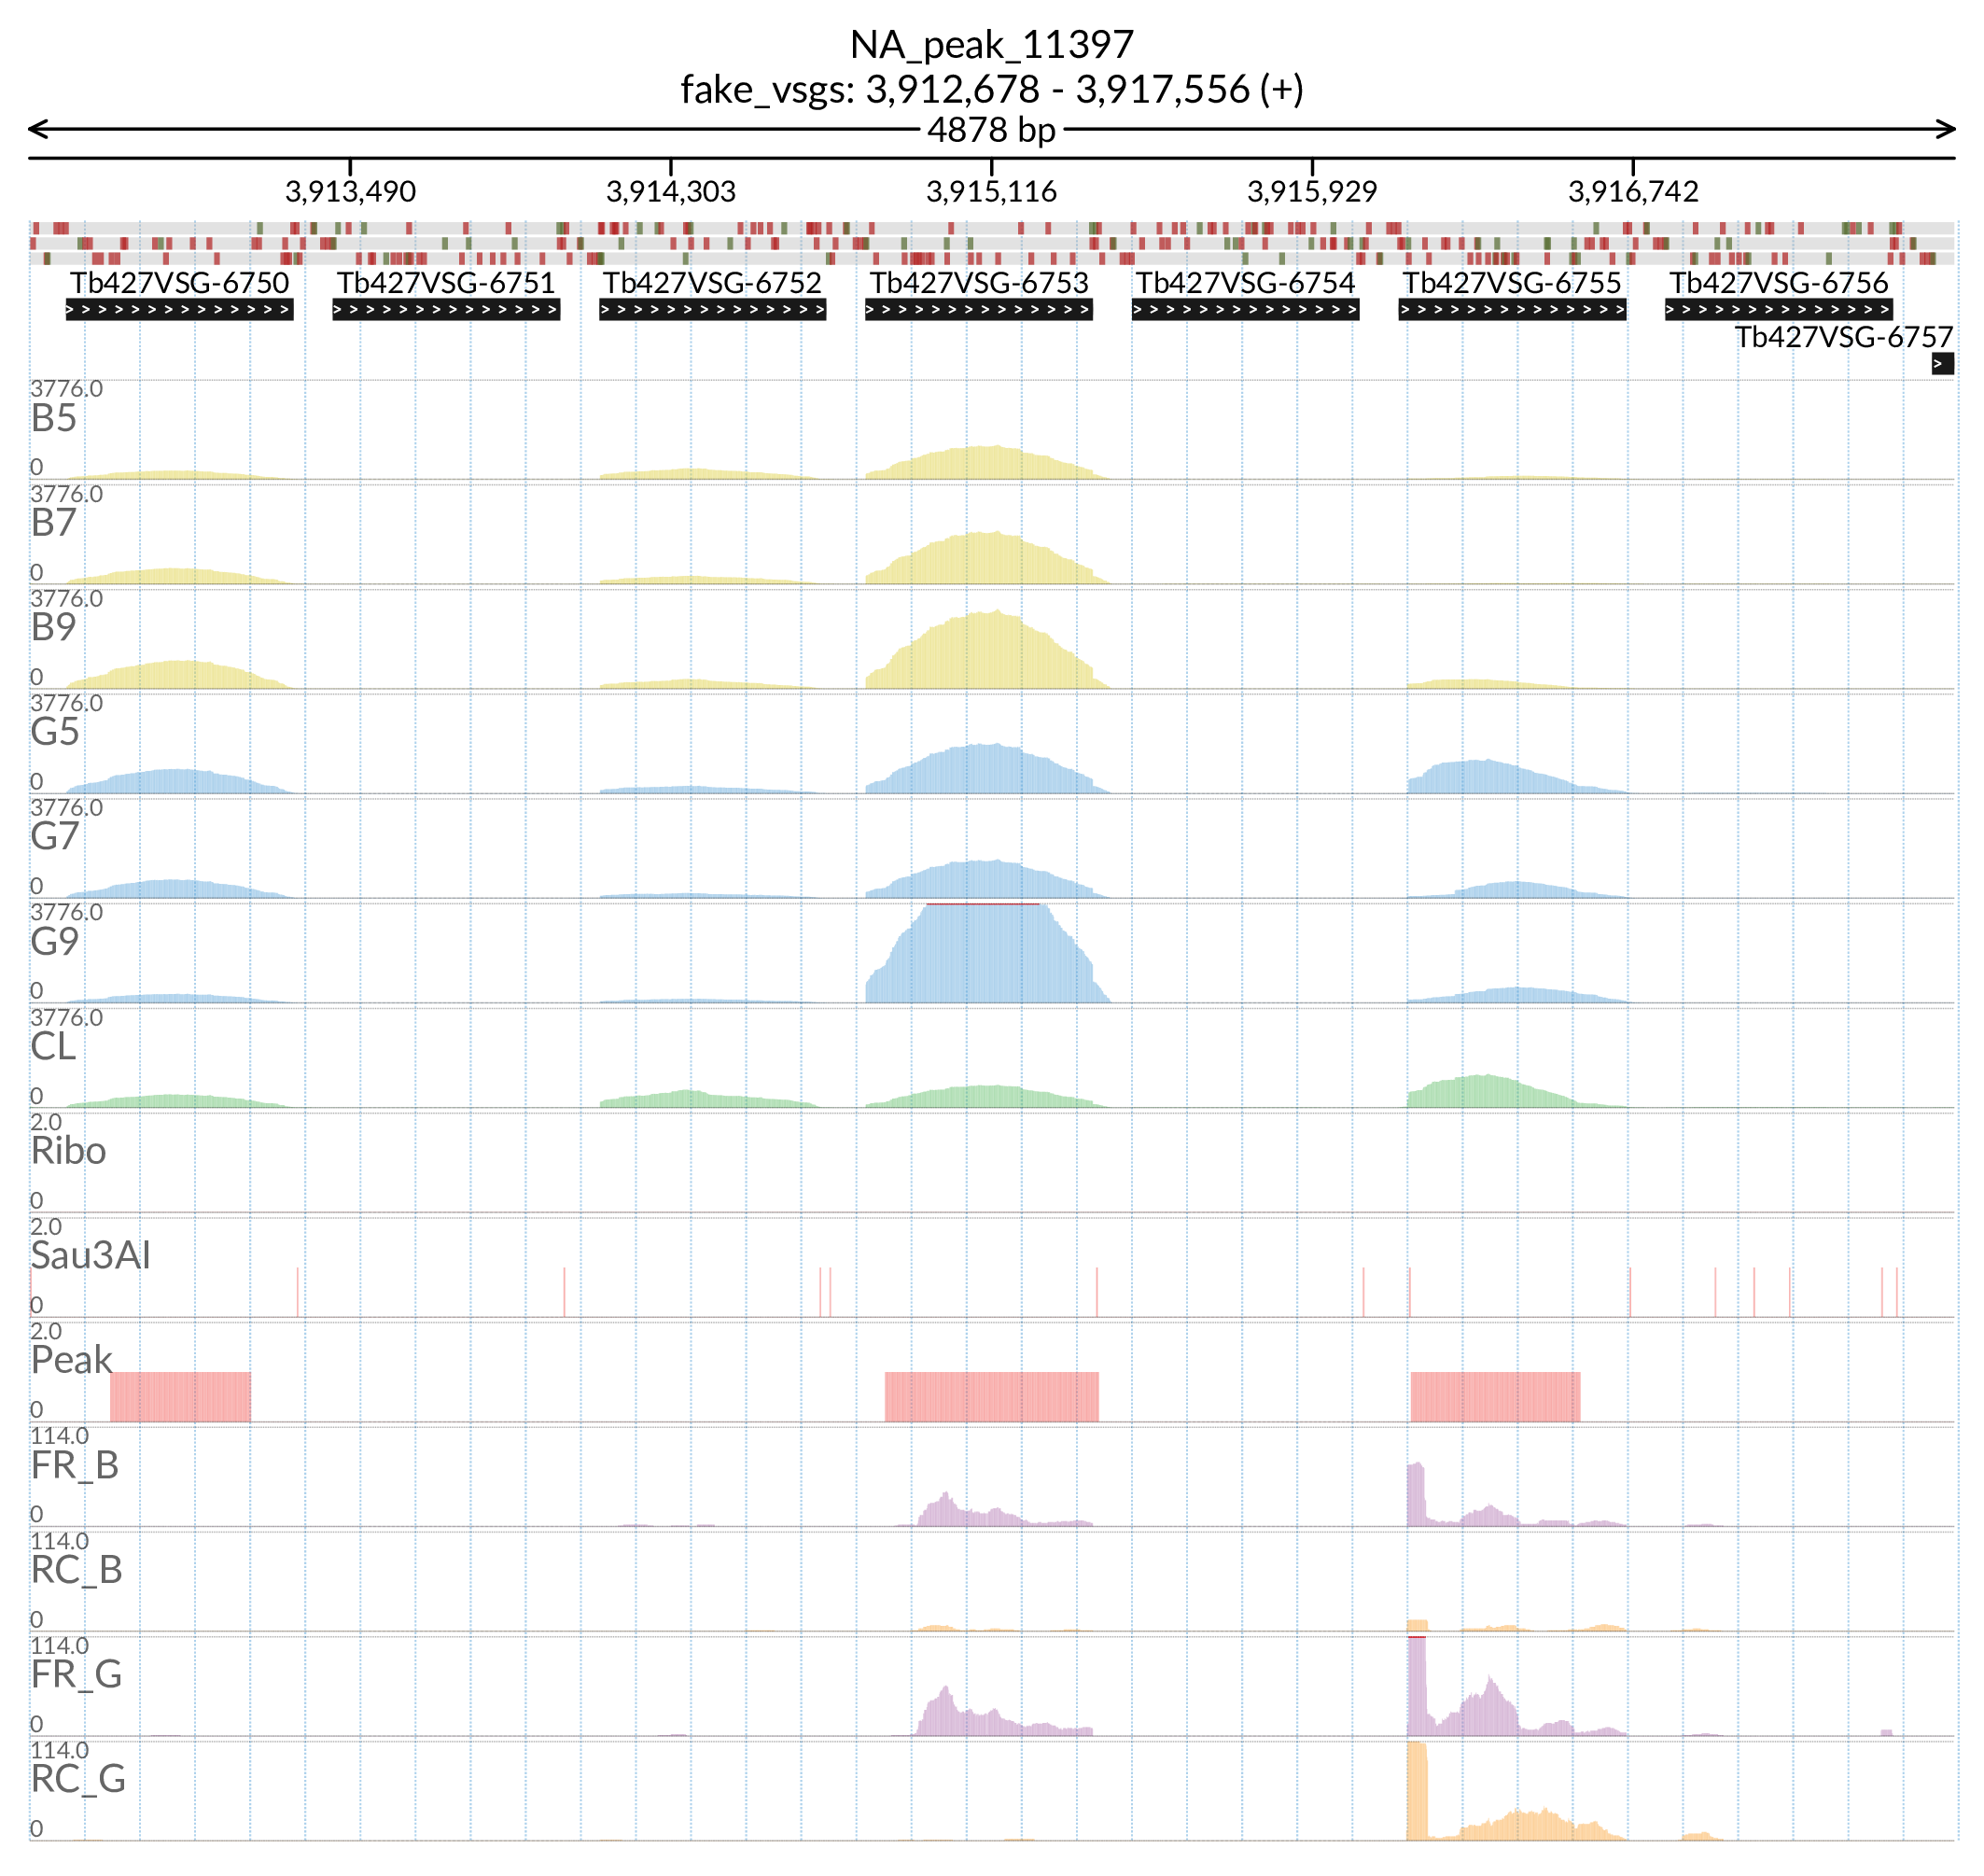 NA_peak_11397
fake_vsgs: 3,912,678 - 3,917,556 (+)
4878 bp
3,913,490 3,914,303 3,915,116 3,915,929 3,916,742
Tb427VSG-6750 Tb427VSG-6751 Tb427VSG-6752 Tb427VSG-6753 Tb427VSG-6754 Tb427VSG-6755 Tb427VSG-6756
Tb427VSG-6757
3776.0
B5
0
3776.0
B7
0
3776.0
B9
0
3776.0
G5
0
3776.0
G7
0
3776.0
G9
0
3776.0
CL
0
2.0
Ribo
0
2.0
Sau3AI
0
2.0
Peak
0
114.0
FR_B
0
114.0
RC_B
0
114.0
FR_G
0
114.0
RC_G
0